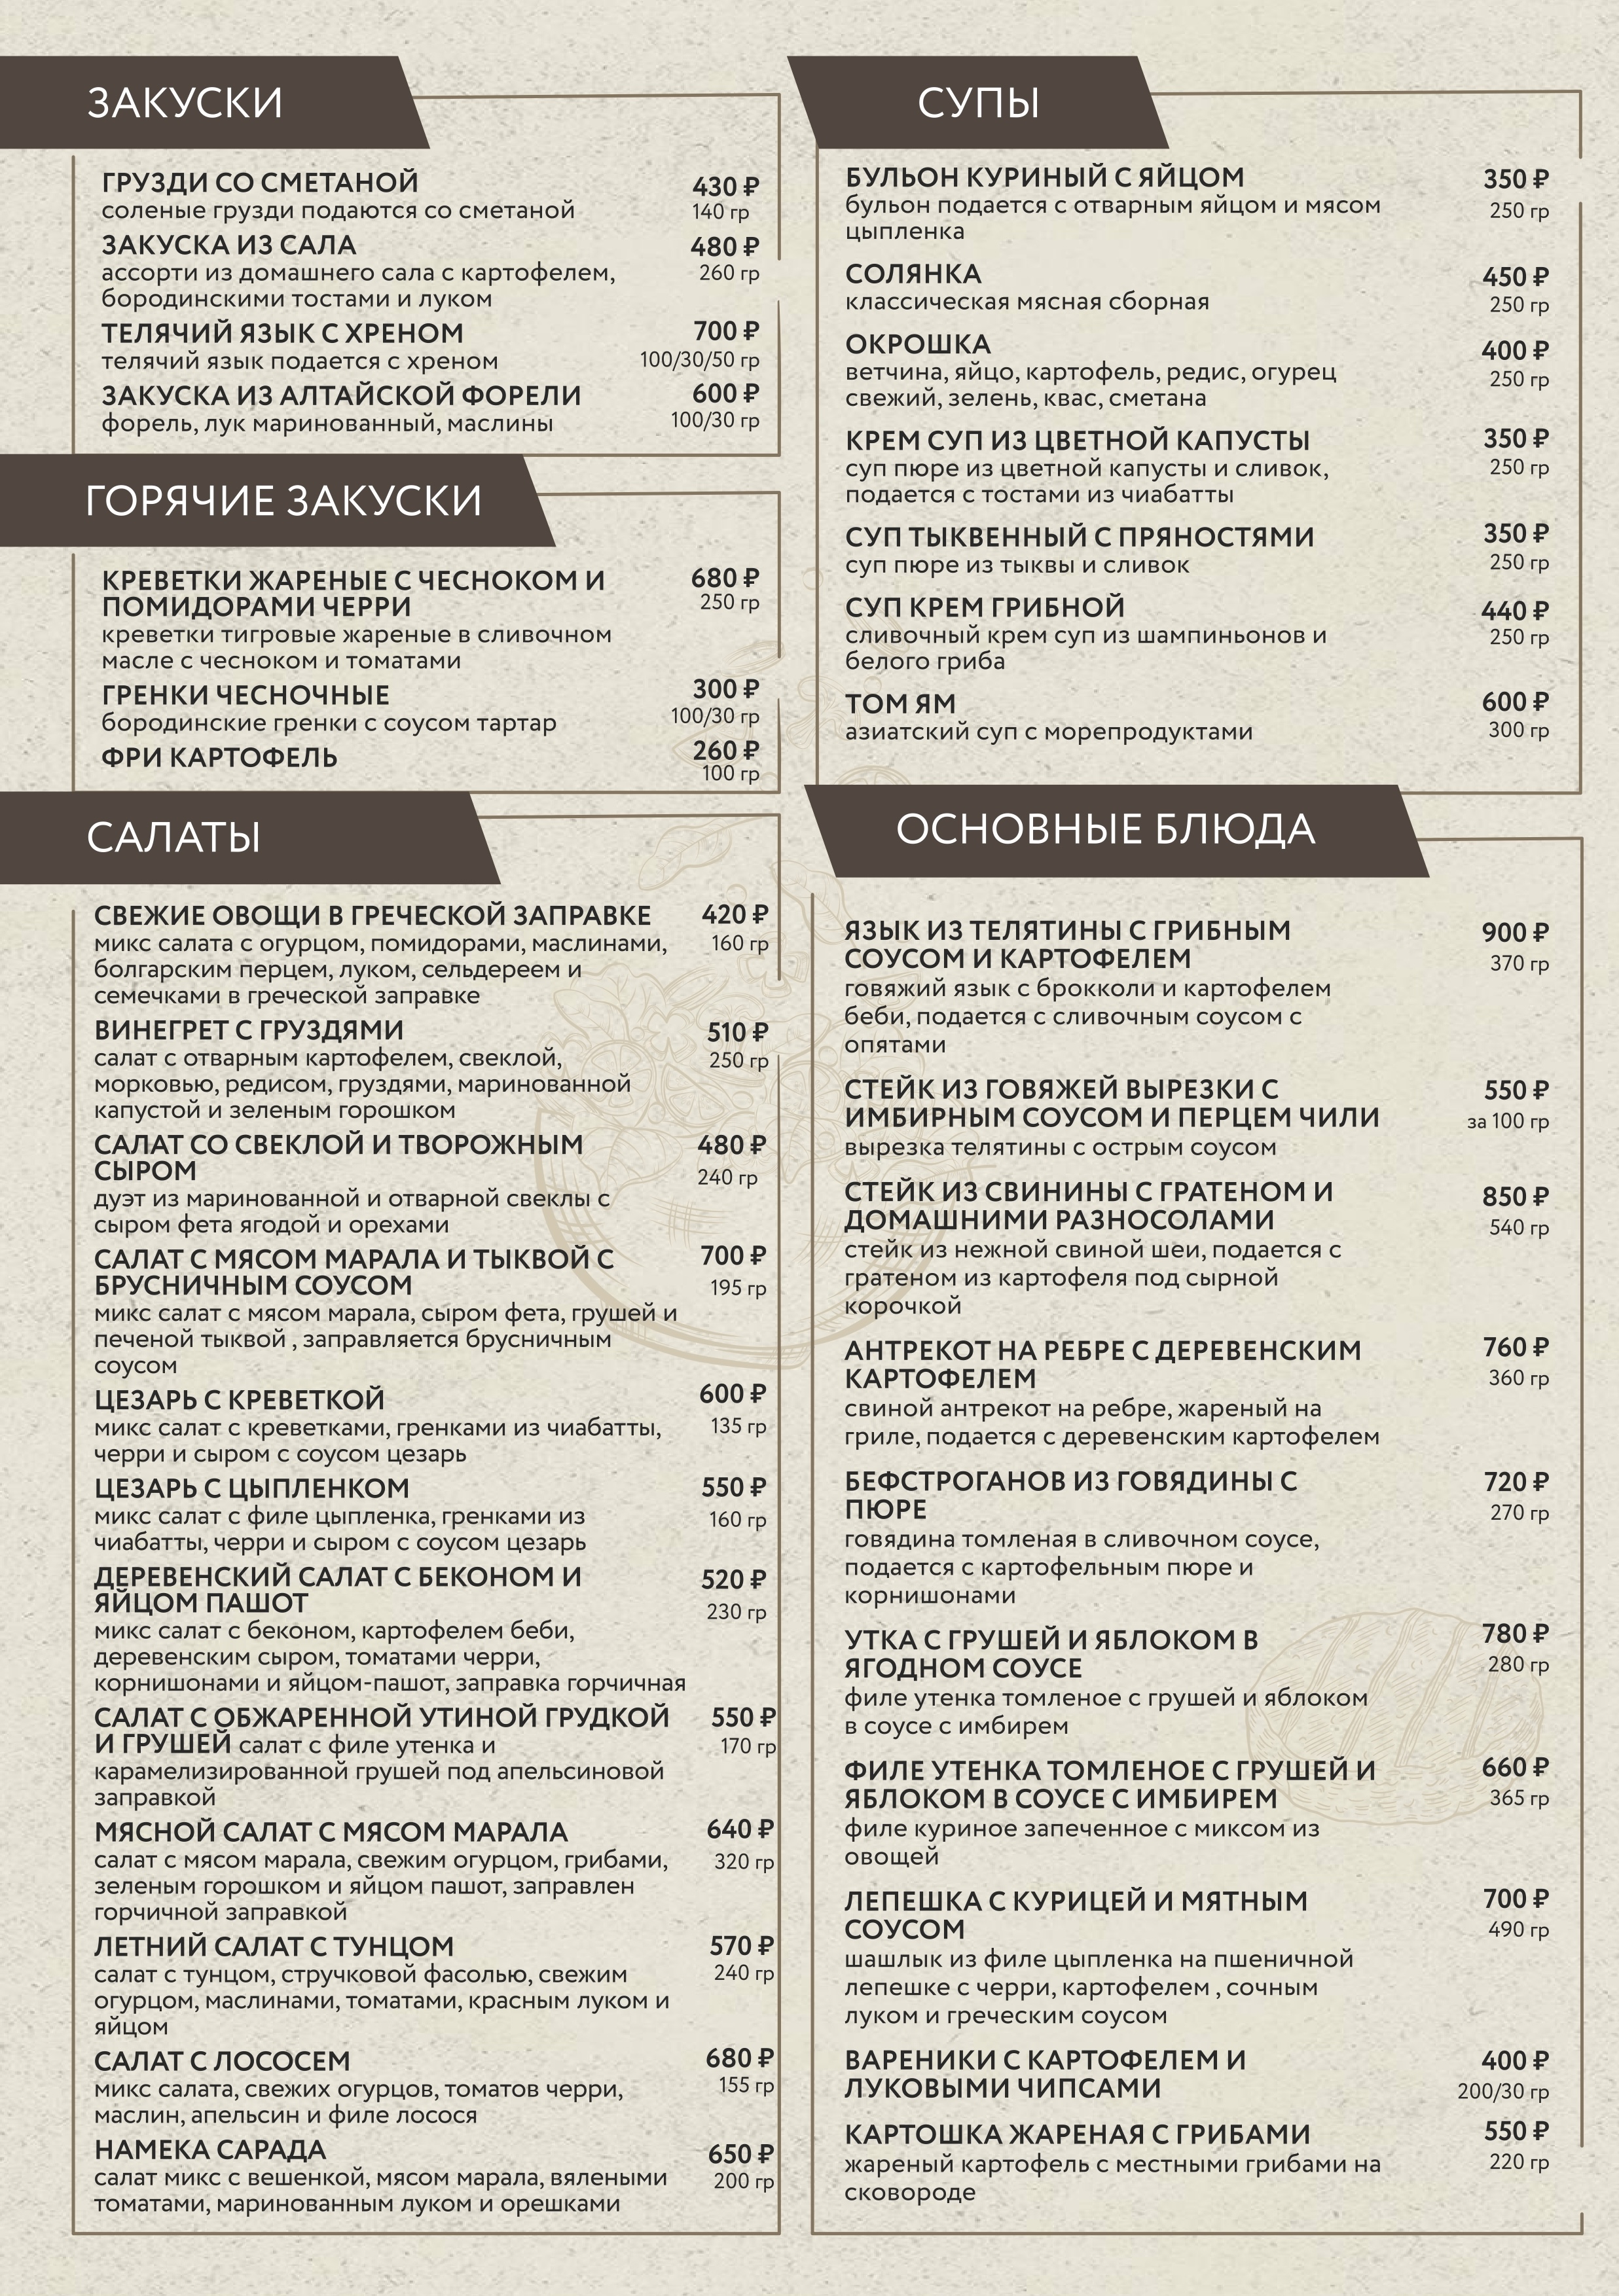 ЗАКУСКИ
ГРУЗДИ СО СМЕТАНОЙ 430 ₽
соленые грузди подаются со сметаной 140 гр
ЗАКУСКА ИЗ САЛА 480 ₽
ассорти из домашнего сала с картофелем, 260 гр
бородинскими тостами и луком
ТЕЛЯЧИЙ ЯЗЫК С ХРЕНОМ 700 ₽
телячий язык подается с хреном 100/30/50 гр
ЗАКУСКА ИЗ АЛТАЙСКОЙ ФОРЕЛИ 600 ₽
форель, лук маринованный, маслины 100/30 гр
ГОРЯЧИЕ ЗАКУСКИ
КРЕВЕТКИ ЖАРЕНЫЕ С ЧЕСНОКОМ И 680 ₽
ПОМИДОРАМИ ЧЕРРИ 250 гр
креветки тигровые жареные в сливочном
масле с чесноком и томатами
ГРЕНКИ ЧЕСНОЧНЫЕ 300 ₽
бородинские гренки с соусом тартар 100/30 гр
ФРИ КАРТОФЕЛЬ 260 ₽
100 гр
САЛАТЫ
СВЕЖИЕ ОВОЩИ В ГРЕЧЕСКОЙ ЗАПРАВКЕ 420 ₽
микс салата с огурцом, помидорами, маслинами, 160 гр
болгарским перцем, луком, сельдереем и
семечками в греческой заправке
ВИНЕГРЕТ С ГРУЗДЯМИ 510 ₽
салат с отварным картофелем, свеклой, 250 гр
морковью, редисом, груздями, маринованной
капустой и зеленым горошком
САЛАТ СО СВЕКЛОЙ И ТВОРОЖНЫМ 480 ₽
СЫРОМ 240 гр
дуэт из маринованной и отварной свеклы с
сыром фета ягодой и орехами
САЛАТ С МЯСОМ МАРАЛА И ТЫКВОЙ С 700 ₽
БРУСНИЧНЫМ СОУСОМ 195 гр
микс салат с мясом марала, сыром фета, грушей и
печеной тыквой , заправляется брусничным
соусом
ЦЕЗАРЬ С КРЕВЕТКОЙ 600 ₽
микс салат с креветками, гренками из чиабатты, 135 гр
черри и сыром с соусом цезарь
ЦЕЗАРЬ С ЦЫПЛЕНКОМ 550 ₽
микс салат с филе цыпленка, гренками из 160 гр
чиабатты, черри и сыром с соусом цезарь
ДЕРЕВЕНСКИЙ САЛАТ С БЕКОНОМ И 520 ₽
ЯЙЦОМ ПАШОТ 230 гр
микс салат с беконом, картофелем беби,
деревенским сыром, томатами черри,
корнишонами и яйцом-пашот, заправка горчичная
САЛАТ С ОБЖАРЕННОЙ УТИНОЙ ГРУДКОЙ 550 ₽
И ГРУШЕЙ салат с филе утенка и 170 гр
карамелизированной грушей под апельсиновой
заправкой
МЯСНОЙ САЛАТ С МЯСОМ МАРАЛА 640 ₽
салат с мясом марала, свежим огурцом, грибами, 320 гр
зеленым горошком и яйцом пашот, заправлен
горчичной заправкой
ЛЕТНИЙ САЛАТ С ТУНЦОМ 570 ₽
салат с тунцом, стручковой фасолью, свежим 240 гр
огурцом, маслинами, томатами, красным луком и
яйцом
САЛАТ С ЛОСОСЕМ 680 ₽
микс салата, свежих огурцов, томатов черри, 155 гр
маслин, апельсин и филе лосося
НАМЕКА САРАДА 650 ₽
салат микс с вешенкой, мясом марала, вялеными 200 гр
томатами, маринованным луком и орешками
СУПЫ
БУЛЬОН КУРИНЫЙ С ЯЙЦОМ 350 ₽
бульон подается с отварным яйцом и мясом 250 гр
цыпленка
СОЛЯНКА 450 ₽
классическая мясная сборная 250 гр
ОКРОШКА 400 ₽
ветчина, яйцо, картофель, редис, огурец 250 гр
свежий, зелень, квас, сметана
КРЕМ СУП ИЗ ЦВЕТНОЙ КАПУСТЫ 350 ₽
суп пюре из цветной капусты и сливок, 250 гр
подается с тостами из чиабатты
СУП ТЫКВЕННЫЙ С ПРЯНОСТЯМИ 350 ₽
суп пюре из тыквы и сливок 250 гр
СУП КРЕМ ГРИБНОЙ 440 ₽
сливочный крем суп из шампиньонов и 250 гр
белого гриба
ТОМ ЯМ 600 ₽
азиатский суп с морепродуктами 300 гр
ОСНОВНЫЕ БЛЮДА
ЯЗЫК ИЗ ТЕЛЯТИНЫ С ГРИБНЫМ 900 ₽
СОУСОМ И КАРТОФЕЛЕМ 370 гр
говяжий язык с брокколи и картофелем
беби, подается с сливочным соусом с
опятами
СТЕЙК ИЗ ГОВЯЖЕЙ ВЫРЕЗКИ С 550 ₽
ИМБИРНЫМ СОУСОМ И ПЕРЦЕМ ЧИЛИ за 100 гр
вырезка телятины с острым соусом
СТЕЙК ИЗ СВИНИНЫ С ГРАТЕНОМ И 850 ₽
ДОМАШНИМИ РАЗНОСОЛАМИ 540 гр
стейк из нежной свиной шеи, подается с
гратеном из картофеля под сырной
корочкой
АНТРЕКОТ НА РЕБРЕ С ДЕРЕВЕНСКИМ 760 ₽
КАРТОФЕЛЕМ 360 гр
свиной антрекот на ребре, жареный на
гриле, подается с деревенским картофелем
БЕФСТРОГАНОВ ИЗ ГОВЯДИНЫ С 720 ₽
ПЮРЕ 270 гр
говядина томленая в сливочном соусе,
подается с картофельным пюре и
корнишонами
УТКА С ГРУШЕЙ И ЯБЛОКОМ В 780 ₽
ЯГОДНОМ СОУСЕ 280 гр
филе утенка томленое с грушей и яблоком
в соусе с имбирем
ФИЛЕ УТЕНКА ТОМЛЕНОЕ С ГРУШЕЙ И 660 ₽
ЯБЛОКОМ В СОУСЕ С ИМБИРЕМ 365 гр
филе куриное запеченное с миксом из
овощей
ЛЕПЕШКА С КУРИЦЕЙ И МЯТНЫМ 700 ₽
СОУСОМ 490 гр
шашлык из филе цыпленка на пшеничной
лепешке с черри, картофелем , сочным
луком и греческим соусом
ВАРЕНИКИ С КАРТОФЕЛЕМ И 400 ₽
ЛУКОВЫМИ ЧИПСАМИ 200/30 гр
КАРТОШКА ЖАРЕНАЯ С ГРИБАМИ 550 ₽
жареный картофель с местными грибами на 220 гр
сковороде